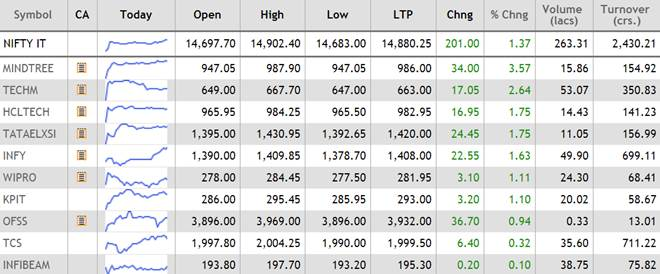 Symbol CA Today Open High Low LTP Chng % Chng Volume (lacs) Turnover (crs.)
NIFTY IT 14,697.70 14,902.40 14,683.00 14,880.25 201.00 1.37 263.31 2,430.21
MINDTREE 947.05 987.90 947.05 986.00 34.00 3.57 15.86 154.92
TECHM 649.00 667.70 647.00 663.00 17.05 2.64 53.07 350.83
HCLTECH 965.95 984.25 965.50 982.95 16.95 1.75 14.43 141.23
TATAELXSI 1,395.00 1,430.95 1,392.65 1,420.00 24.45 1.75 11.05 156.99
INFY 1,390.00 1,409.85 1,378.70 1,408.00 22.55 1.63 49.90 699.11
WIPRO 278.00 284.45 277.50 281.95 3.10 1.11 24.30 68.41
KPIT 286.00 295.45 285.95 293.00 3.20 1.10 20.02 58.67
OFSS 3,896.00 3,969.00 3,896.00 3,932.00 36.70 0.94 0.33 13.01
TCS 1,997.80 2,004.25 1,990.00 1,999.50 6.40 0.32 35.60 711.22
INFIBEAM 193.80 197.70 193.20 195.30 0.20 0.10 38.75 75.82